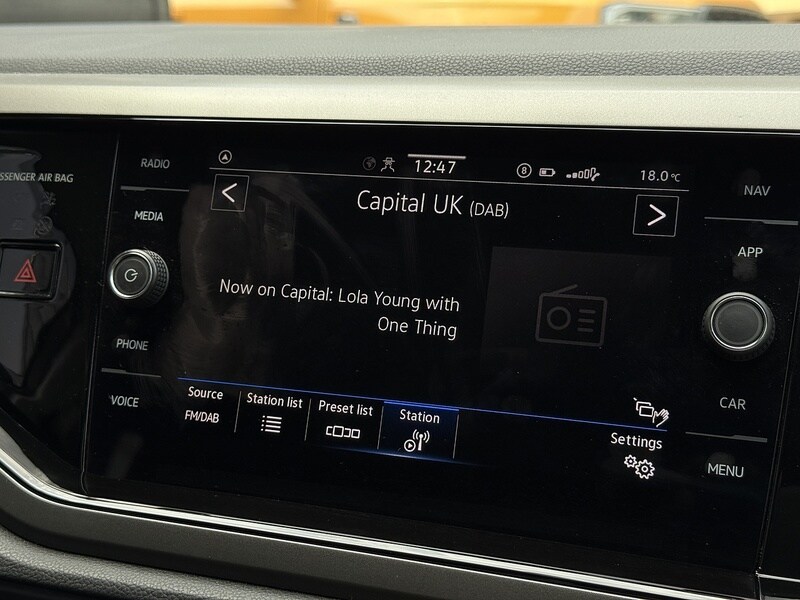 SSENGER AIR BAG
RADIO
MEDIA
PHONE
VOICE
12:47
8
18.0 °C
Capital UK (DAB)
Now on Capital: Lola Young with
One Thing
Source
FM/DAB
Station list
Preset list
Station
Settings
NAV
APP
CAR
MENU